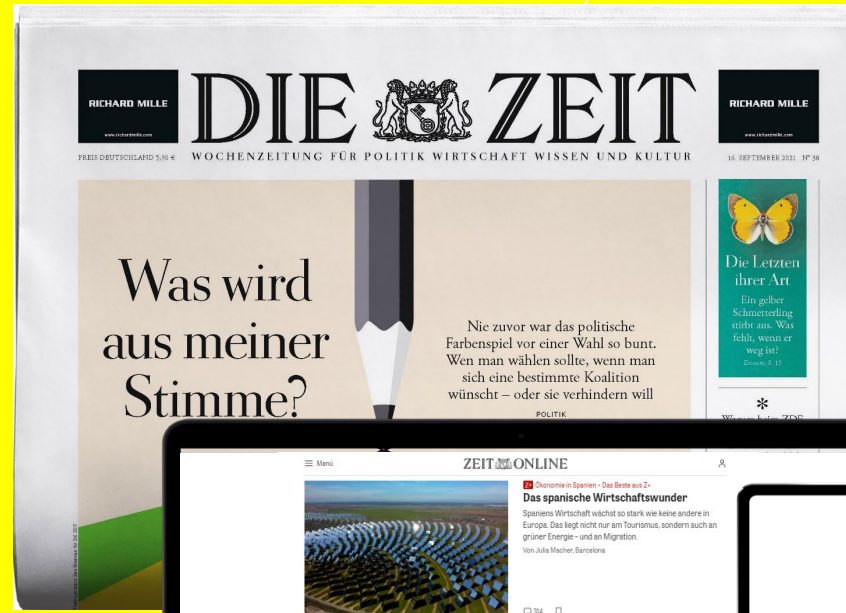 RICHARD MILLE
www.richardmille.com
DIE ZEIT
RICHARD MILLE
www.richardmille.com
PREIS DEUTSCHLAND 5,90 €
WOCHENZEITUNG FÜR POLITIK WIRTSCHAFT WISSEN UND KULTUR
16. SEPTEMBER 2021 Nº 38
Was wird
aus meiner
Stimme?
Nie zuvor war das politische
Farbenspiel vor einer Wahl so bunt.
Wen man wählen sollte, wenn man
sich eine bestimmte Koalition
wünscht – oder sie verhindern will
POLITIK
Die Letzten
ihrer Art
Ein gelber
Schmetterling
stirbt aus. Was
fehlt, wenn er
weg ist?
S. 15
*
Warum beim ZDF
Menü
ZEIT ONLINE
Z+ Ökonomie in Spanien • Das Beste aus Z+
Das spanische Wirtschaftswunder
Spaniens Wirtschaft wächst so stark wie keine andere in
Europa. Das liegt nicht nur am Tourismus, sondern auch an
grüner Energie – und an Migration.
Von Julia Macher, Barcelona
314